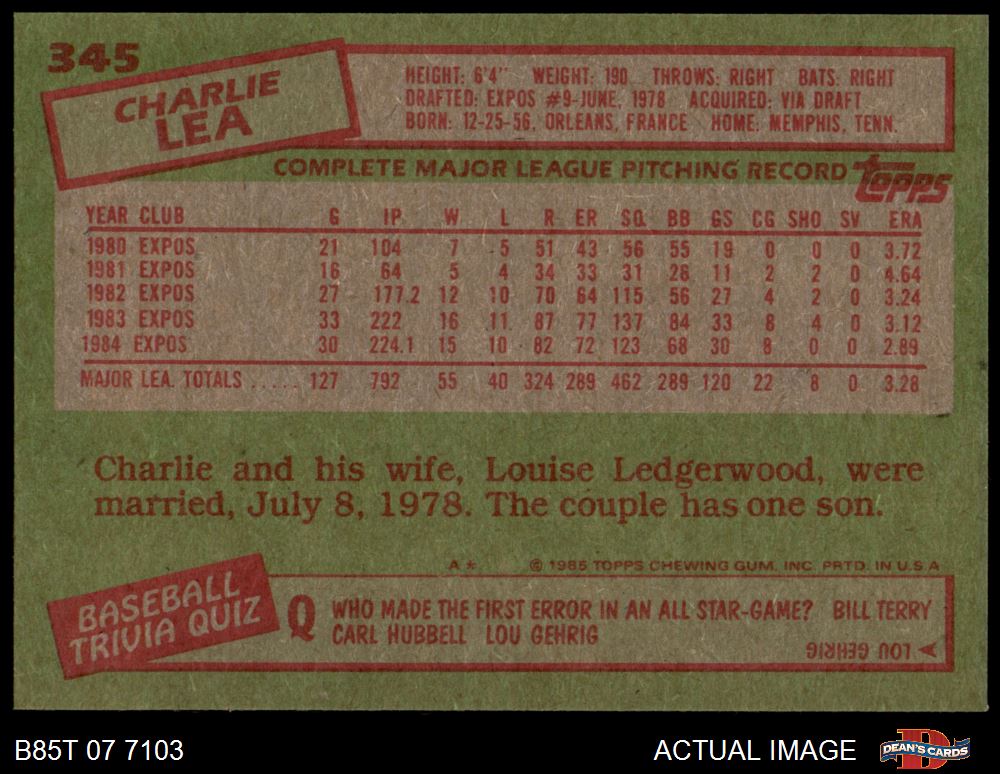 345
CHARLIE
LEA
HEIGHT: 6'4" WEIGHT: 190 THROWS: RIGHT BATS: RIGHT
DRAFTED: EXPOS #9-JUNE, 1978 ACQUIRED: VIA DRAFT
BORN: 12-25-56, ORLEANS, FRANCE HOME: MEMPHIS, TENN.
COMPLETE MAJOR LEAGUE PITCHING RECORD topps
YEAR CLUB G IP W L R ER SO BB GS CG SHO SV ERA
1980 EXPOS 21 104 7 5 51 43 56 55 19 0 0 0 3.72
1981 EXPOS 16 64 5 4 34 33 31 26 11 2 2 0 4.64
1982 EXPOS 27 177.2 12 10 70 64 115 56 27 4 2 0 3.24
1983 EXPOS 33 222 16 11 87 77 137 84 33 8 4 0 3.12
1984 EXPOS 30 224.1 15 10 82 72 123 68 30 8 0 0 2.89
MAJOR LEA. TOTALS ..... 127 792 55 40 324 289 462 289 120 22 8 0 3.28
Charlie and his wife, Louise Ledgerwood, were
married, July 8, 1978. The couple has one son.
A* © 1985 TOPPS CHEWING GUM, INC. PRTD. IN U.S.A
BASEBALL
TRIVIA QUIZ
Q WHO MADE THE FIRST ERROR IN AN ALL STAR-GAME? BILL TERRY
CARL HUBBELL LOU GEHRIG
LOU GEHRIG
B85T 07 7103 ACTUAL IMAGE DEAN'S CARDS